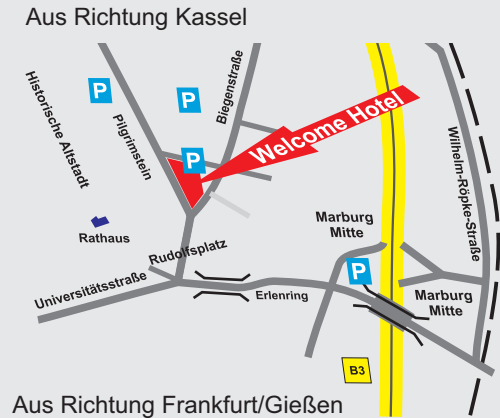 Aus Richtung Kassel
P
P
P
Historische Altstadt
Pilgrimstein
Biegenstraße
Welcome Hotel
Wilhelm-Röpke-Straße
Rathaus
Rudolfsplatz
Universitätsstraße
Erlenring
Marburg
Mitte
P
Marburg
Mitte
B3
Aus Richtung Frankfurt/Gießen